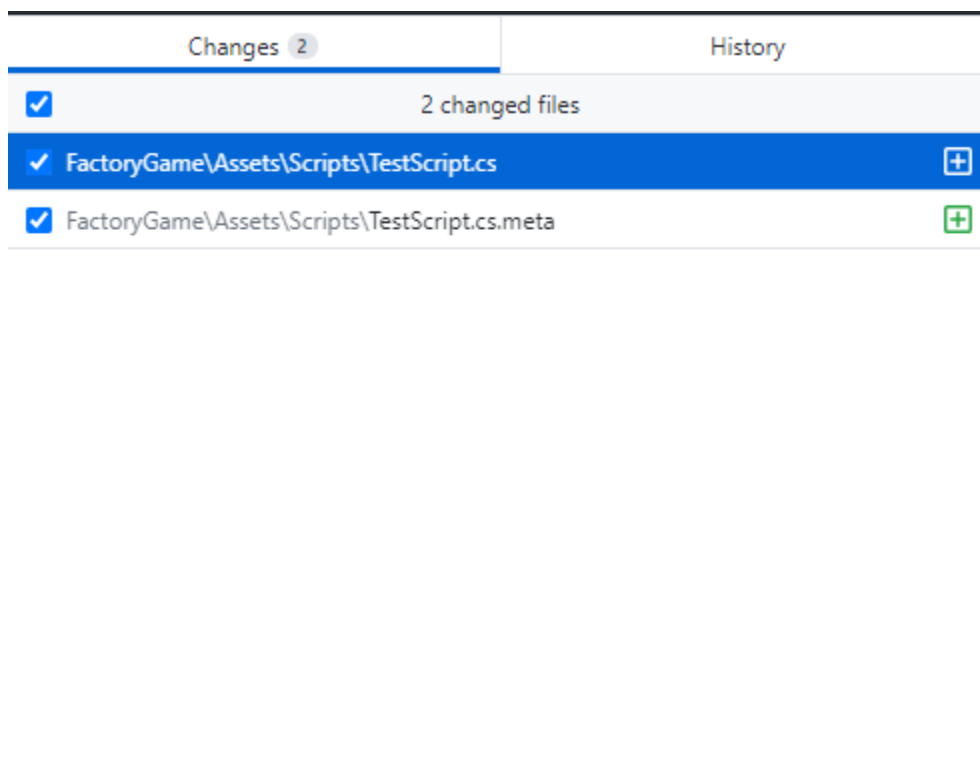 Changes 2
History
2 changed files
FactoryGame\Assets\Scripts\TestScript.cs
FactoryGame\Assets\Scripts\TestScript.cs.meta